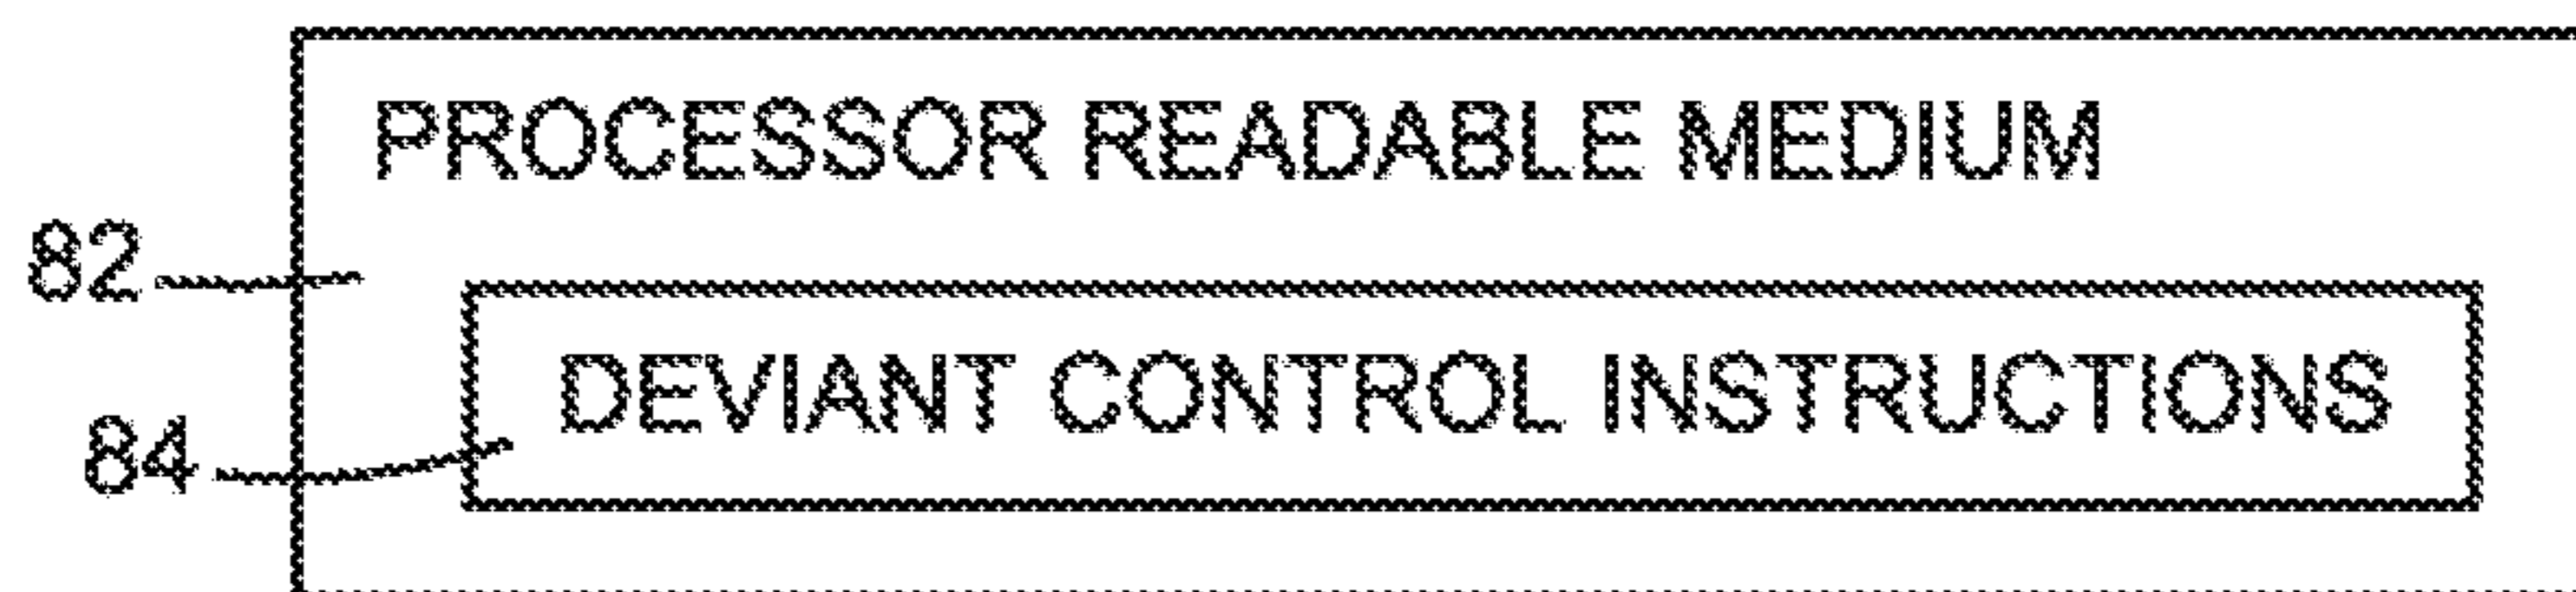 PROCESSOR READABLE MEDIUM
82
DEVIANT CONTROL INSTRUCTIONS
84